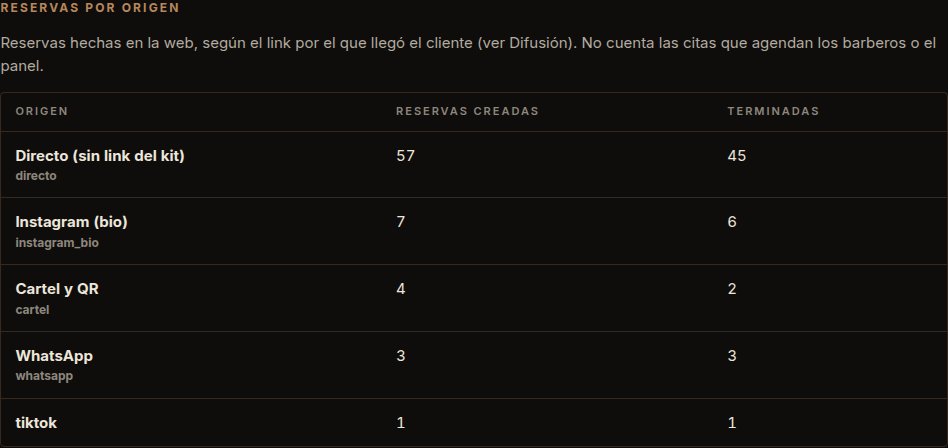 RESERVAS POR ORIGEN
Reservas hechas en la web, según el link por el que llegó el cliente (ver Difusión). No cuenta las citas que agendan los barberos o el
panel.
ORIGEN RESERVAS CREADAS TERMINADAS
Directo (sin link del kit) 57 45
directo
Instagram (bio) 7 6
instagram_bio
Cartel y QR 4 2
cartel
WhatsApp 3 3
whatsapp
tiktok 1 1